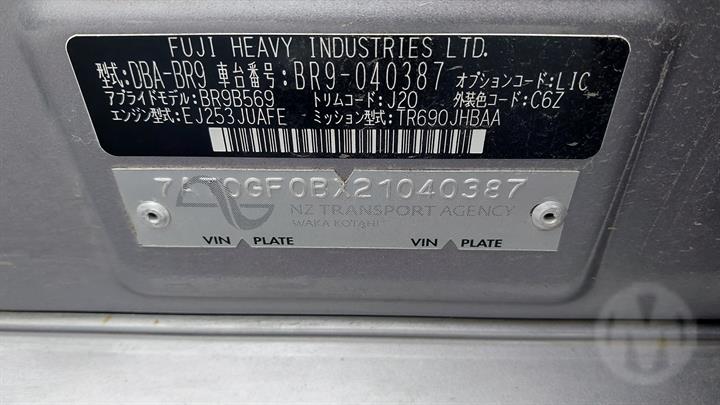 FUJI HEAVY INDUSTRIES LTD.
型式:DBA-BR9 車台番号:BR9-040387 オプションコード:LIC
アプライドモデル:BR9B569 トリムコード:J20 外装色コード:C6Z
エンジン型式:EJ253JUAFE ミッション型式:TR690JHBAA
0GF0BX21040387
NZ TRANSPORT AGENCY
WAKA KOTAHI
VIN PLATE VIN PLATE